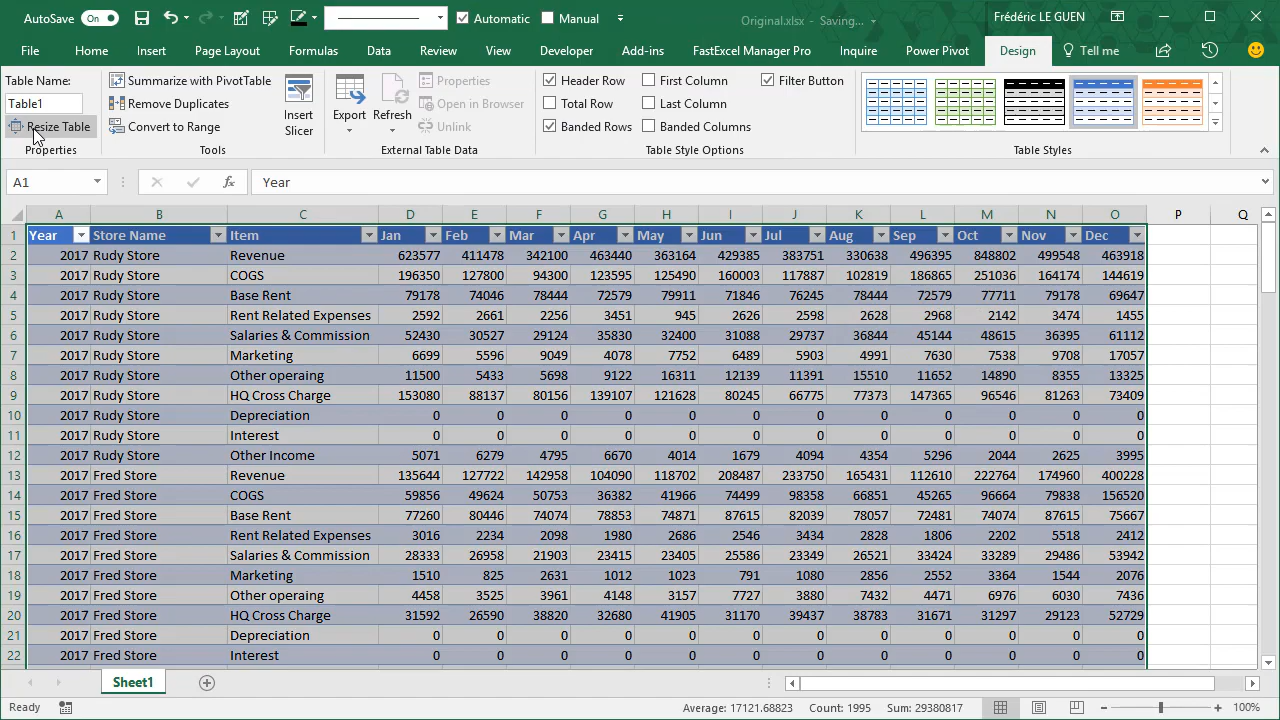 AutoSave On Automatic Manual Original.xlsx - Saving... Frédéric LE GUEN
File Home Insert Page Layout Formulas Data Review View Developer Add-ins FastExcel Manager Pro Inquire Power Pivot Design Tell me
Table Name:
Table1
Resize Table
Properties
Summarize with PivotTable
Remove Duplicates
Convert to Range
Tools
Insert
Slicer
Export
Refresh
Properties
Open in Browser
Unlink
External Table Data
Header Row First Column Filter Button
Total Row Last Column
Banded Rows Banded Columns
Table Style Options
Table Styles
A1 fx Year
A B C D E F G H I J K L M N O P Q
1 Year Store Name Item Jan Feb Mar Apr May Jun Jul Aug Sep Oct Nov Dec
2 2017 Rudy Store Revenue 623577 411478 342100 463440 363164 429385 383751 330638 496395 848802 499548 463918
3 2017 Rudy Store COGS 196350 127800 94300 123595 125490 160003 117887 102819 186865 251036 164174 144619
4 2017 Rudy Store Base Rent 79178 74046 78444 72579 79911 71846 76245 78444 72579 77711 79178 69647
5 2017 Rudy Store Rent Related Expenses 2592 2661 2256 3451 945 2626 2598 2628 2968 2142 3474 1455
6 2017 Rudy Store Salaries & Commission 52430 30527 29124 35830 32400 31088 29737 36844 45144 48615 36395 61112
7 2017 Rudy Store Marketing 6699 5596 9049 4078 7752 6489 5903 4991 7630 7538 9708 17057
8 2017 Rudy Store Other operaing 11500 5433 5698 9122 16311 12139 11391 15510 11652 14890 8355 13325
9 2017 Rudy Store HQ Cross Charge 153080 88137 80156 139107 121628 80245 66775 77373 147365 96546 81263 73409
10 2017 Rudy Store Depreciation 0 0 0 0 0 0 0 0 0 0 0 0
11 2017 Rudy Store Interest 0 0 0 0 0 0 0 0 0 0 0 0
12 2017 Rudy Store Other Income 5071 6279 4795 6670 4014 1679 4094 4354 5296 2044 2625 3995
13 2017 Fred Store Revenue 135644 127722 142958 104090 118702 208487 233750 165431 112610 222764 174960 400228
14 2017 Fred Store COGS 59856 49624 50753 36382 41966 74499 98358 66851 45265 96664 79838 156520
15 2017 Fred Store Base Rent 77260 80446 74074 78853 74871 87615 82039 78057 72481 74074 87615 75667
16 2017 Fred Store Rent Related Expenses 3016 2234 2098 1980 2686 2546 3434 2828 1806 2202 5518 2412
17 2017 Fred Store Salaries & Commission 28333 26958 21903 23415 23405 25586 23349 26521 33424 33289 29486 53942
18 2017 Fred Store Marketing 1510 825 2631 1012 1023 791 1080 2856 2552 3364 1544 2076
19 2017 Fred Store Other operaing 4458 3525 3961 4148 3157 7727 3880 7432 4471 6976 6030 7436
20 2017 Fred Store HQ Cross Charge 31592 26590 38820 32680 41905 31170 39437 38783 31671 31297 29123 52729
21 2017 Fred Store Depreciation 0 0 0 0 0 0 0 0 0 0 0 0
22 2017 Fred Store Interest 0 0 0 0 0 0 0 0 0 0 0 0
Sheet1
Ready Average: 17121.68823 Count: 1995 Sum: 29380817 100%